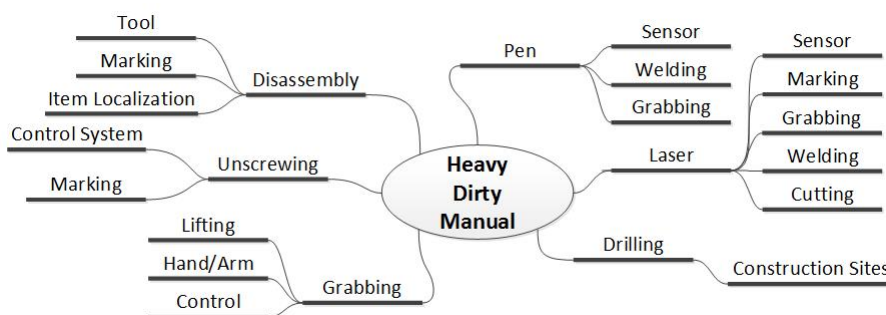 Tool
Marking
Item Localization
Disassembly
Control System
Marking
Unscrewing
Lifting
Hand/Arm
Control
Grabbing
Heavy
Dirty
Manual
Pen
Sensor
Welding
Grabbing
Laser
Sensor
Marking
Grabbing
Welding
Cutting
Drilling
Construction Sites